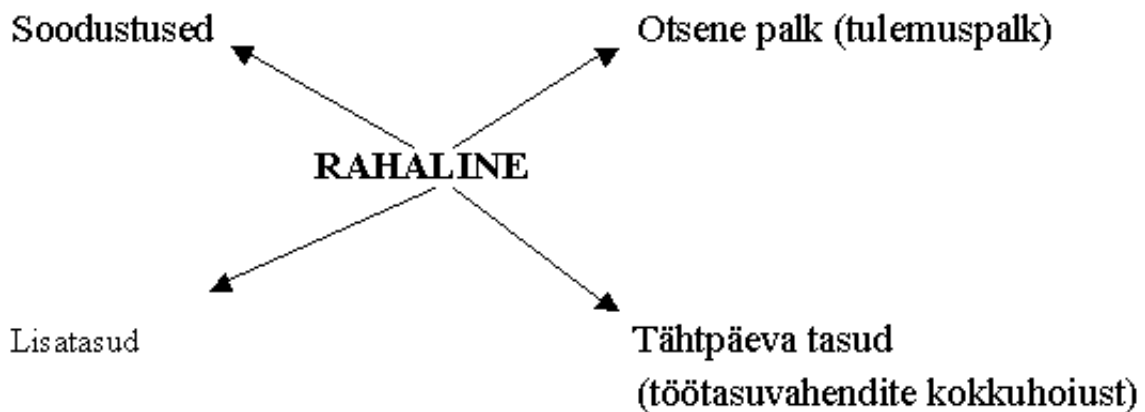 Soodustused
Otsene palk (tulemuspalk)
RAHALINE
Lisatasud
Tähtpäeva tasud
(töötasuvahendite kokkuhoiust)